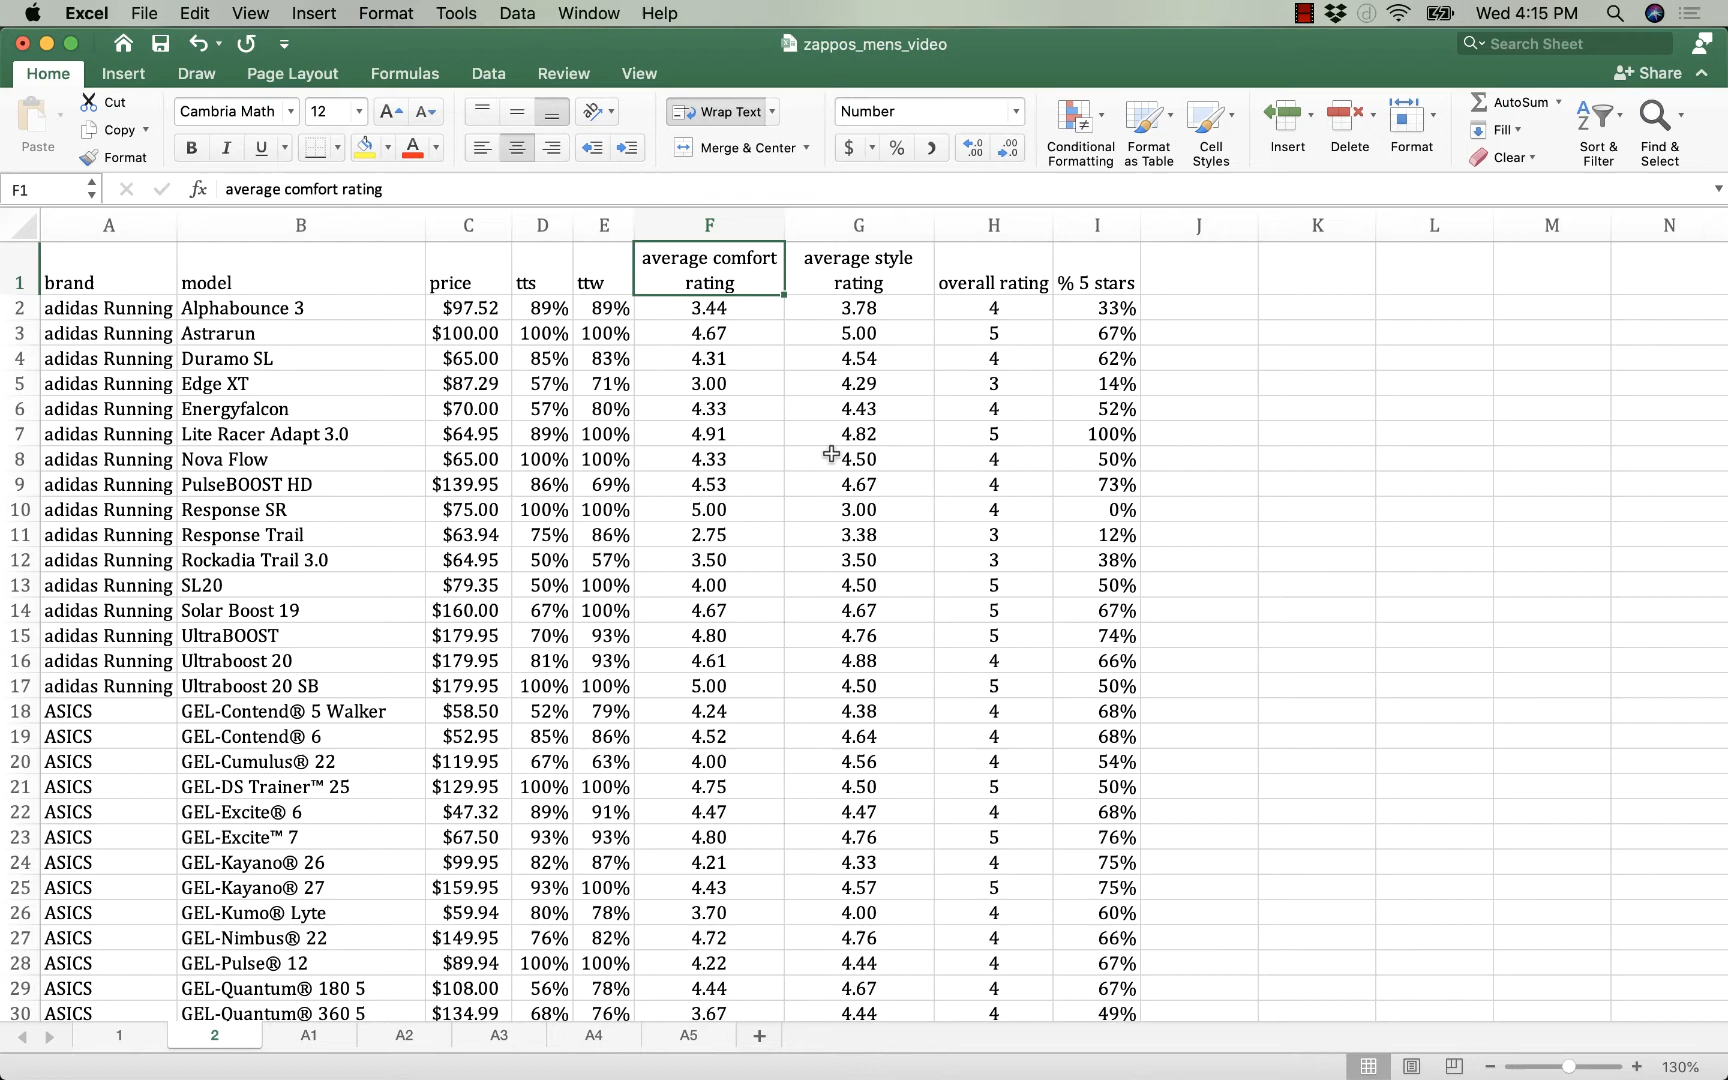 Excel File Edit View Insert Format Tools Data Window Help Wed 4:15 PM
zappos_mens_video Search Sheet
Home Insert Draw Page Layout Formulas Data Review View Share
Paste Cut Copy Format Cambria Math 12 Wrap Text Merge & Center Number Conditional Formatting Format as Table Cell Styles Insert Delete Format AutoSum Fill Clear Sort & Filter Find & Select
F1 fx average comfort rating
A B C D E F G H I J K L M N
1 brand model price tts ttw average comfort rating average style rating overall rating % 5 stars
2 adidas Running Alphabounce 3 $97.52 89% 89% 3.44 3.78 4 33%
3 adidas Running Astrarun $100.00 100% 100% 4.67 5.00 5 67%
4 adidas Running Duramo SL $65.00 85% 83% 4.31 4.54 4 62%
5 adidas Running Edge XT $87.29 57% 71% 3.00 4.29 3 14%
6 adidas Running Energyfalcon $70.00 57% 80% 4.33 4.43 4 52%
7 adidas Running Lite Racer Adapt 3.0 $64.95 89% 100% 4.91 4.82 5 100%
8 adidas Running Nova Flow $65.00 100% 100% 4.33 4.50 4 50%
9 adidas Running PulseBOOST HD $139.95 86% 69% 4.53 4.67 4 73%
10 adidas Running Response SR $75.00 100% 100% 5.00 3.00 4 0%
11 adidas Running Response Trail $63.94 75% 86% 2.75 3.38 3 12%
12 adidas Running Rockadia Trail 3.0 $64.95 50% 57% 3.50 3.50 3 38%
13 adidas Running SL20 $79.35 50% 100% 4.00 4.50 5 50%
14 adidas Running Solar Boost 19 $160.00 67% 100% 4.67 4.67 5 67%
15 adidas Running UltraBOOST $179.95 70% 93% 4.80 4.76 5 74%
16 adidas Running Ultraboost 20 $179.95 81% 93% 4.61 4.88 4 66%
17 adidas Running Ultraboost 20 SB $179.95 100% 100% 5.00 4.50 5 50%
18 ASICS GEL-Contend® 5 Walker $58.50 52% 79% 4.24 4.38 4 68%
19 ASICS GEL-Contend® 6 $52.95 85% 86% 4.52 4.64 4 68%
20 ASICS GEL-Cumulus® 22 $119.95 67% 63% 4.00 4.56 4 54%
21 ASICS GEL-DS Trainer™ 25 $129.95 100% 100% 4.75 4.50 5 50%
22 ASICS GEL-Excite® 6 $47.32 89% 91% 4.47 4.47 4 68%
23 ASICS GEL-Excite™ 7 $67.50 93% 93% 4.80 4.76 5 76%
24 ASICS GEL-Kayano® 26 $99.95 82% 87% 4.21 4.33 4 75%
25 ASICS GEL-Kayano® 27 $159.95 93% 100% 4.43 4.57 5 75%
26 ASICS GEL-Kumo® Lyte $59.94 80% 78% 3.70 4.00 4 60%
27 ASICS GEL-Nimbus® 22 $149.95 76% 82% 4.72 4.76 4 66%
28 ASICS GEL-Pulse® 12 $89.94 100% 100% 4.22 4.44 4 67%
29 ASICS GEL-Quantum® 180 5 $108.00 56% 78% 4.44 4.67 4 67%
30 ASICS GEL-Quantum® 360 5 $134.99 68% 76% 3.67 4.44 4 49%
1 2 A1 A2 A3 A4 A5
130%